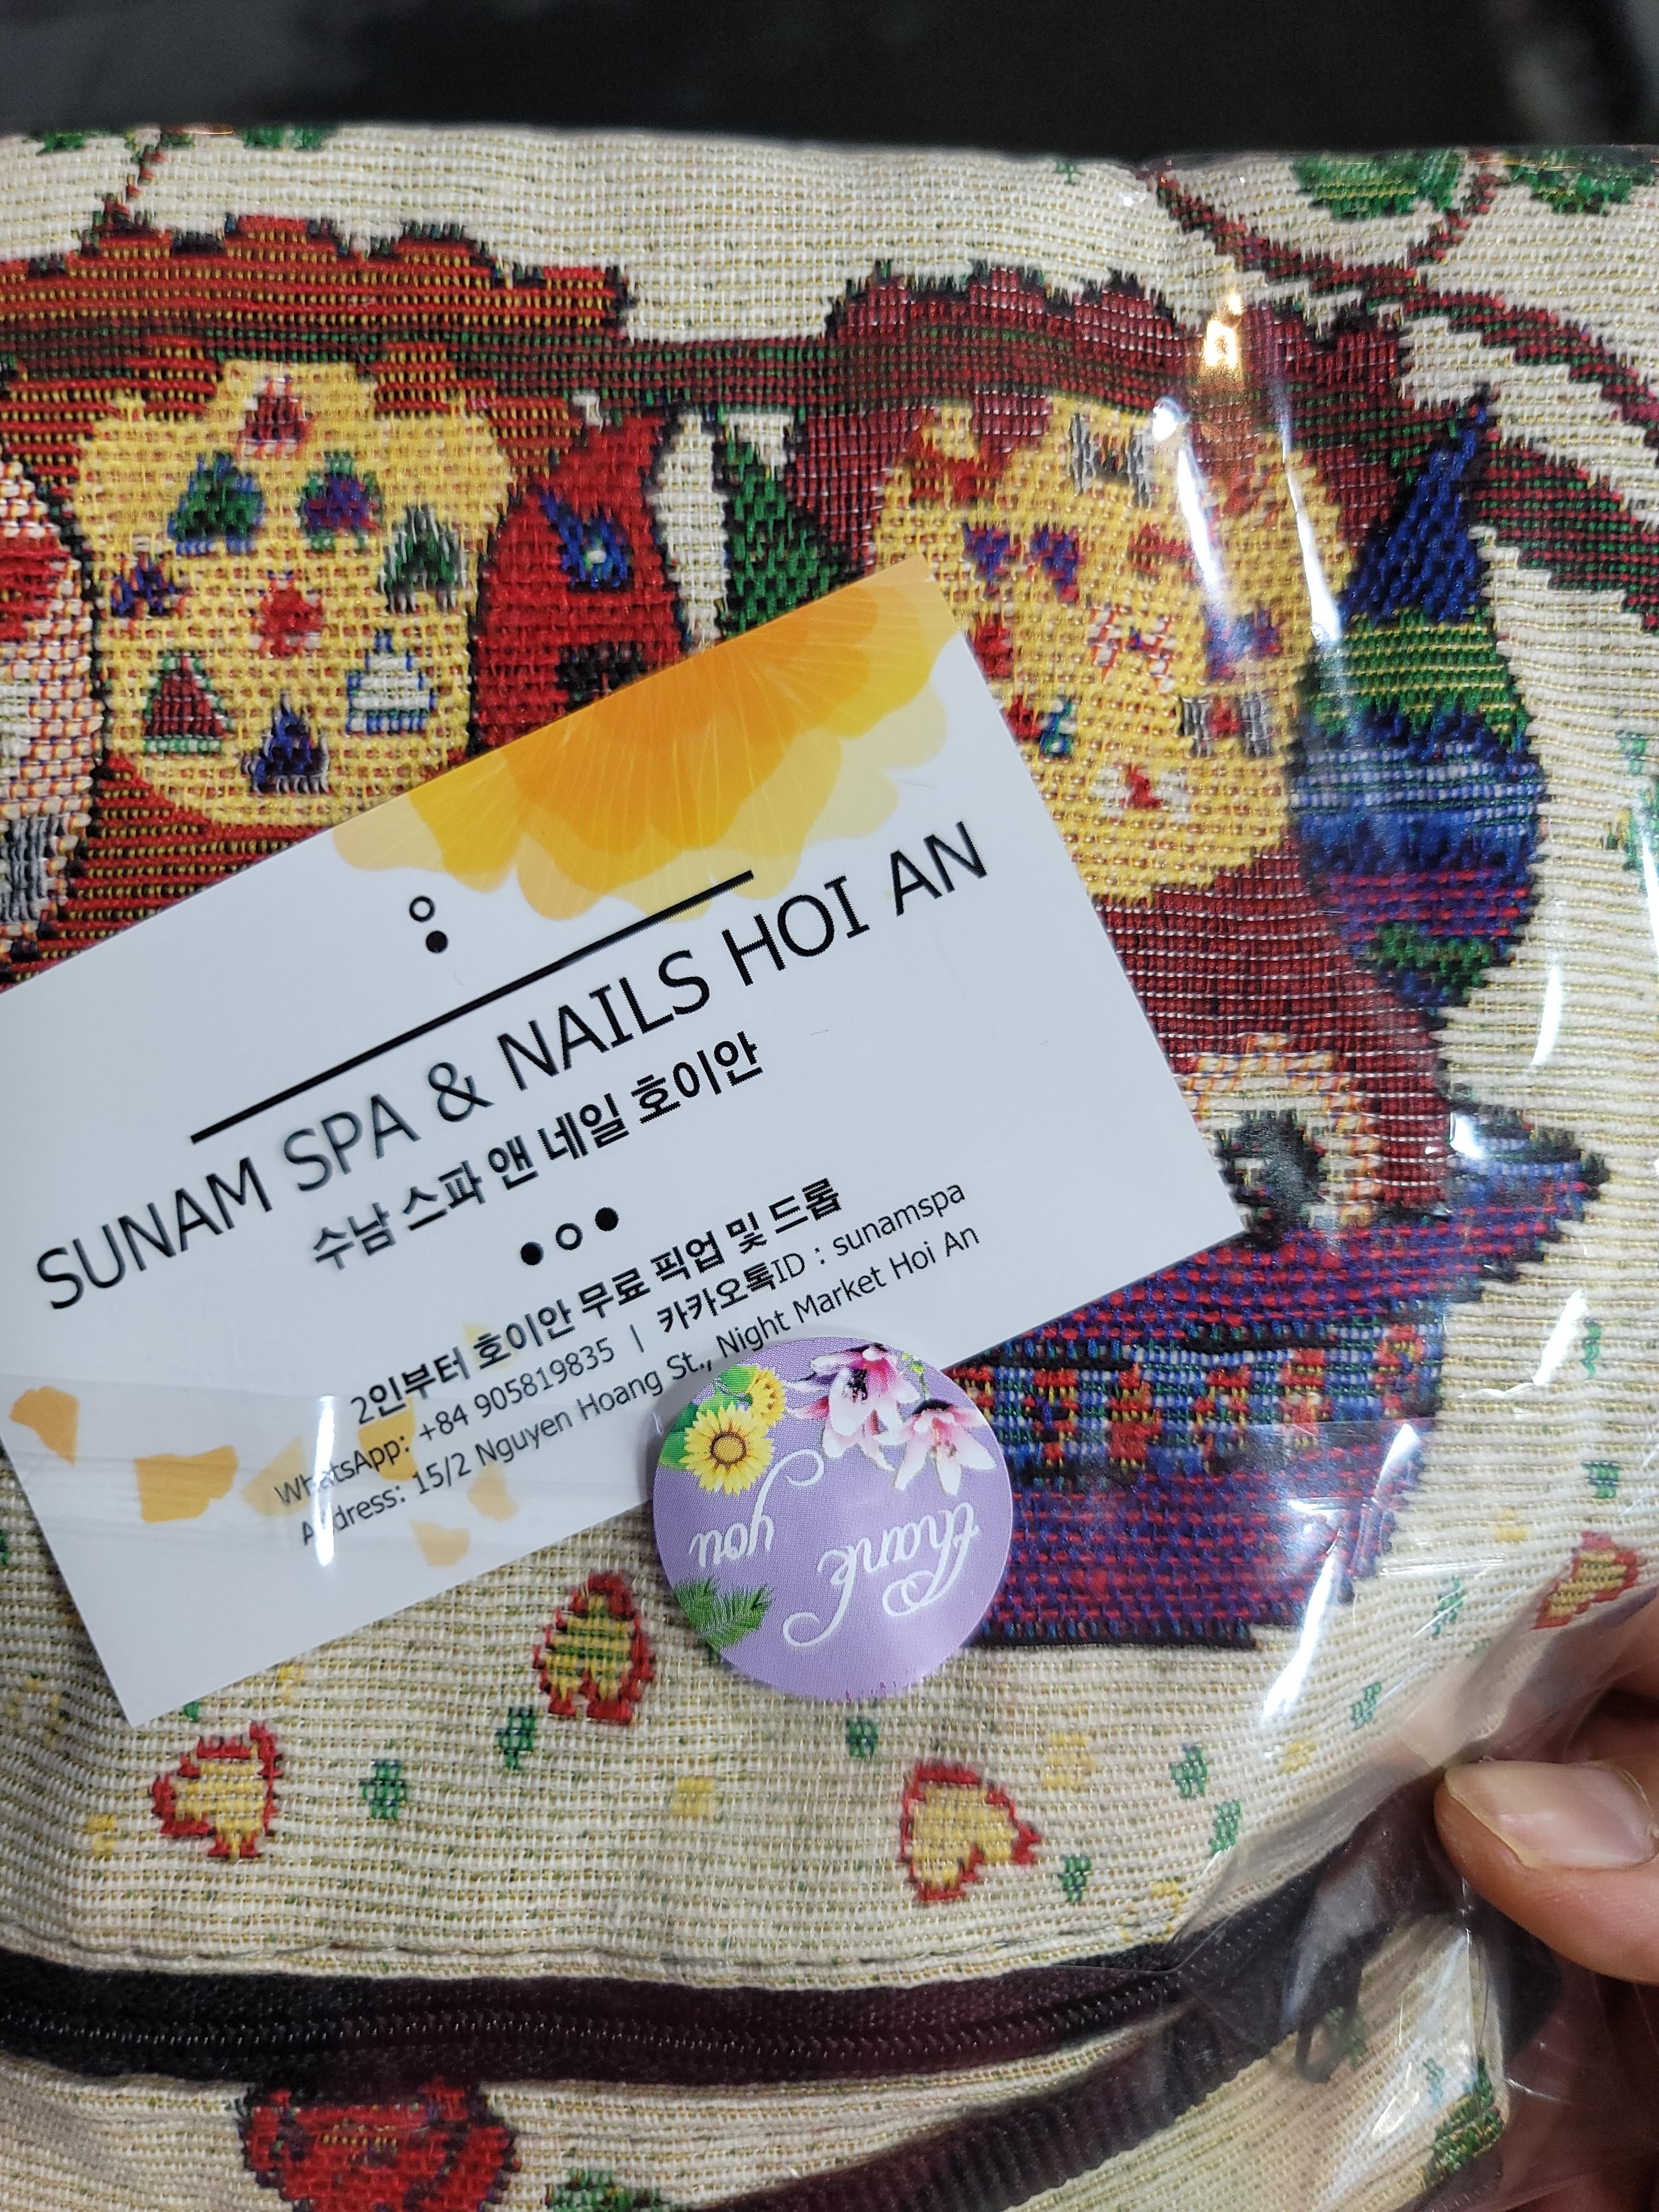 SUNAM SPA & NAILS HOI AN
수남 스파 앤 네일 호이안
2인부터 호이안 무료 픽업 및 드롭
WhatsApp: +84 905819835 | 카카오톡ID : sunamspa
Address: 15/2 Nguyen Hoang St., Night Market Hoi An
thank
you